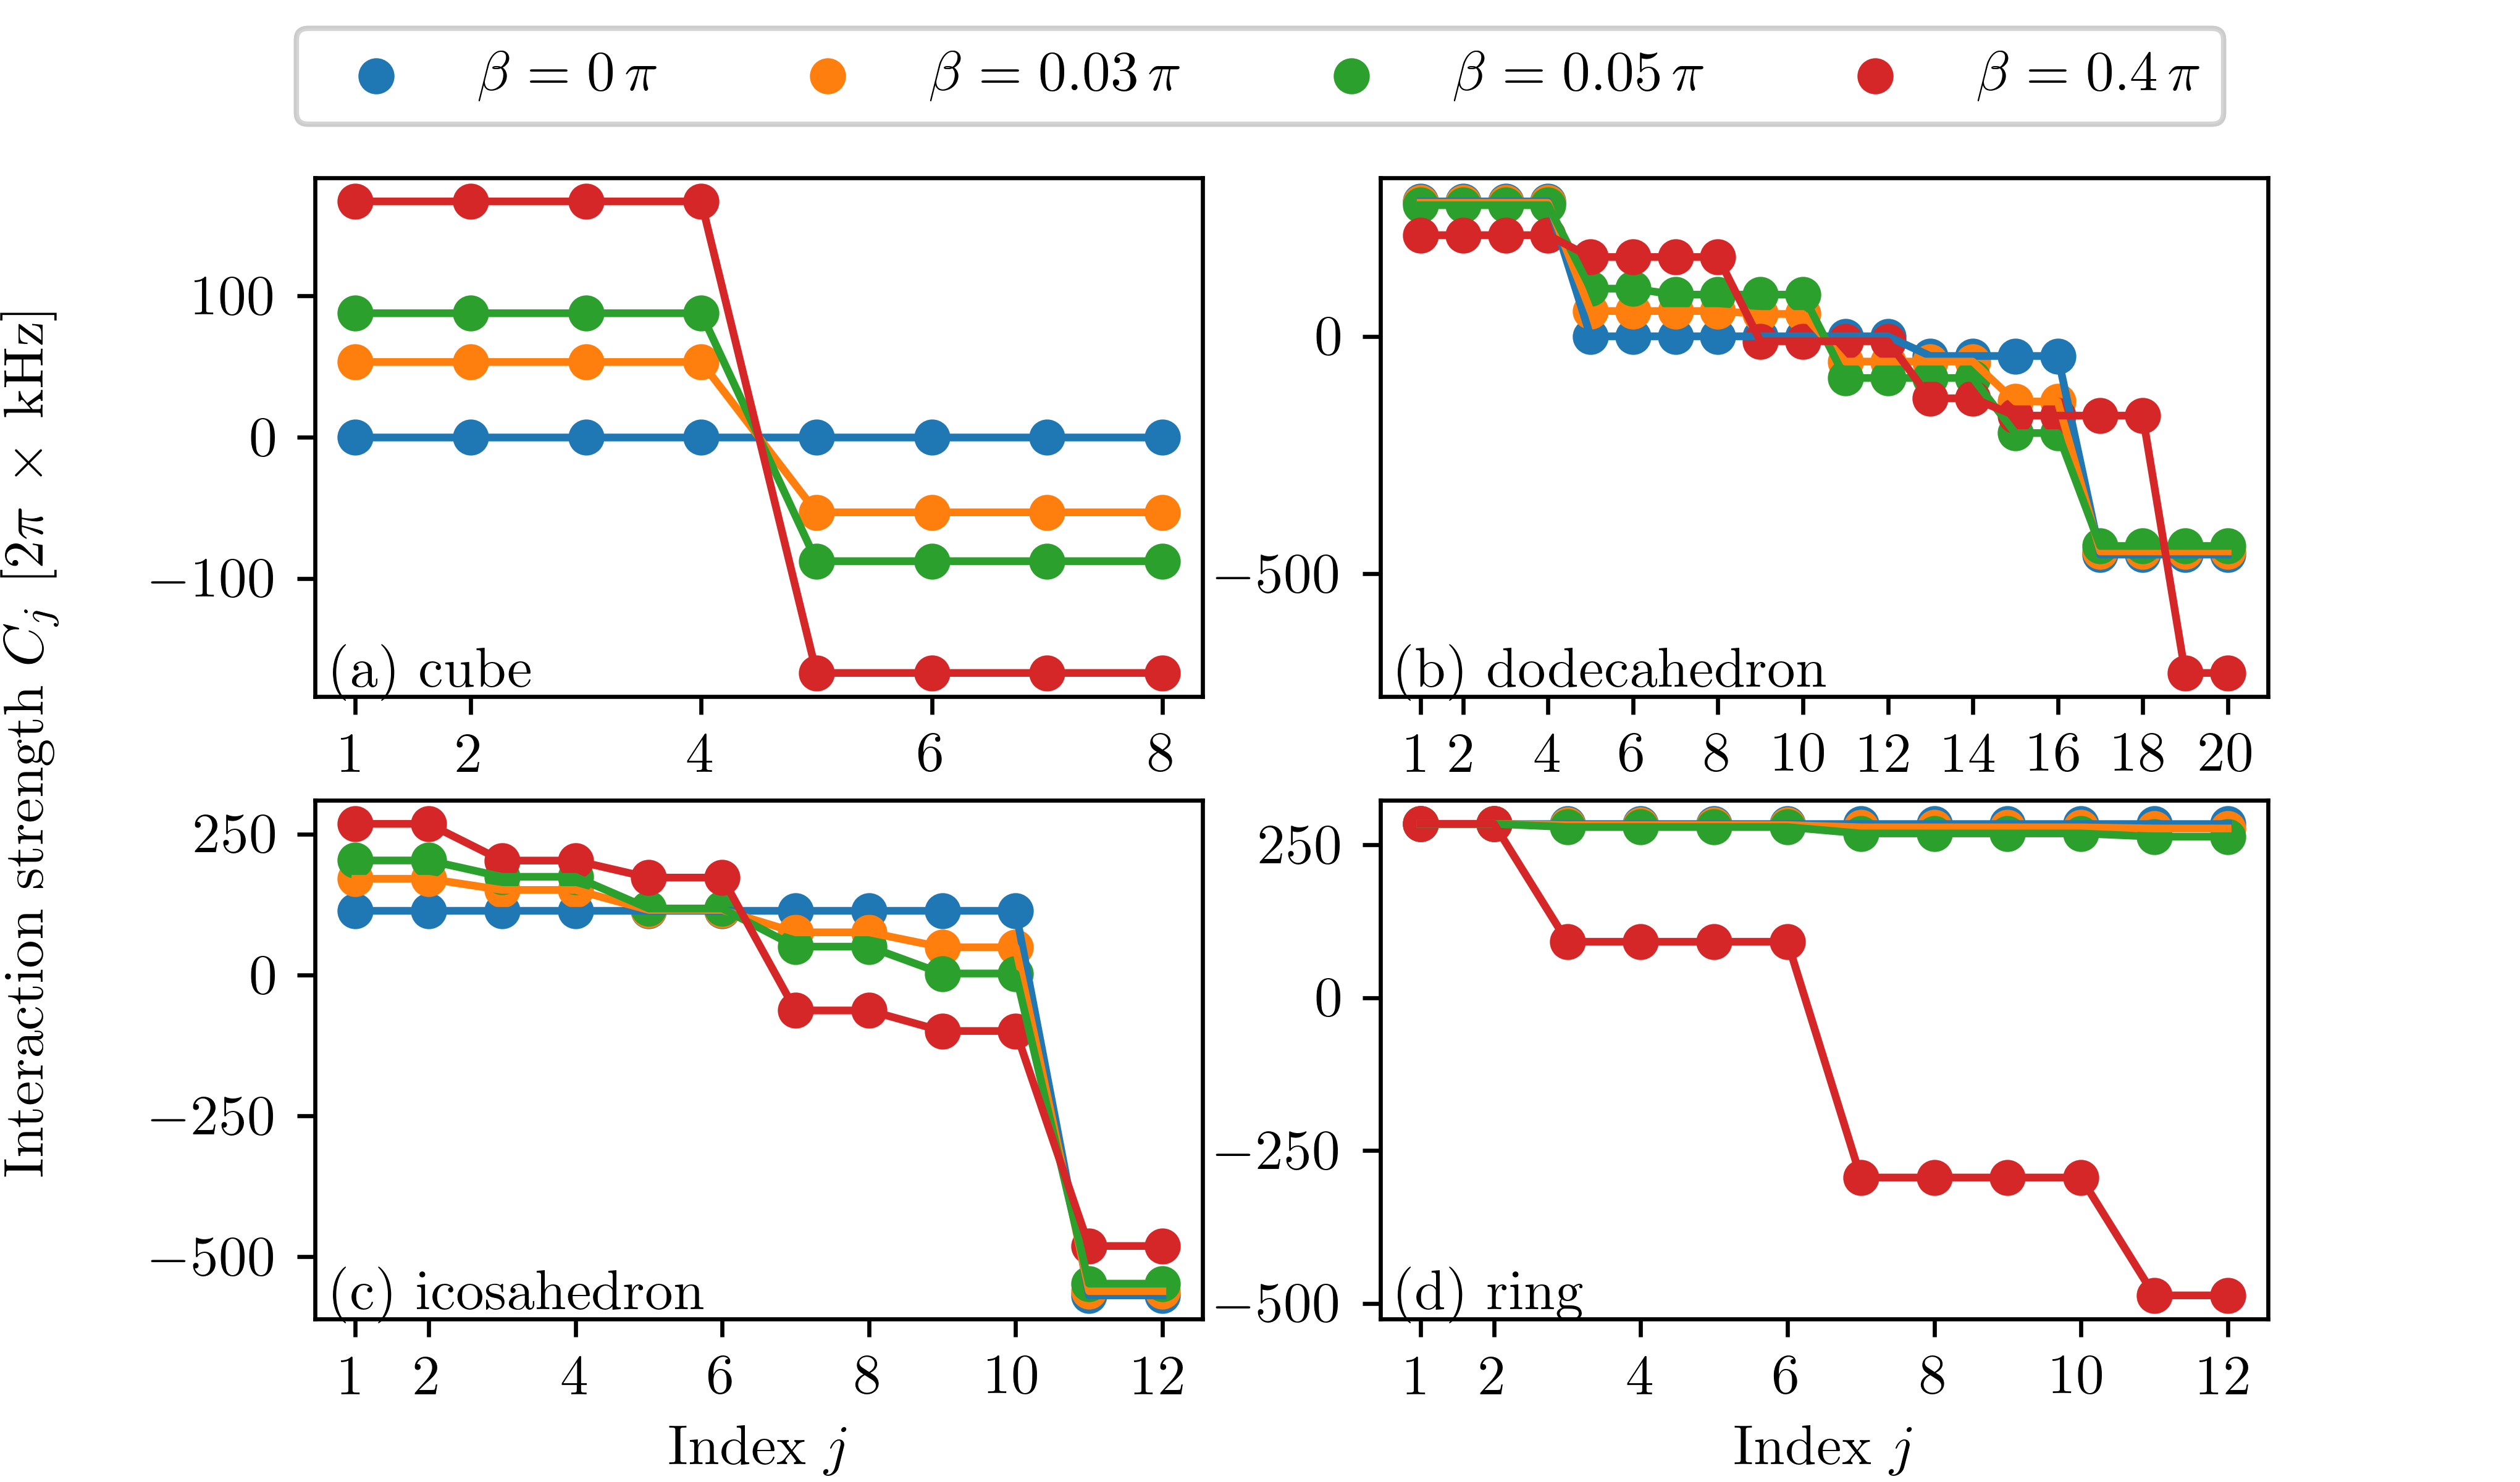 β = 0 π β = 0.03 π β = 0.05 π β = 0.4 π
Interaction strength C_j [2π × kHz]
100
0
−100
(a) cube
1 2 4 6 8
0
−500
(b) dodecahedron
1 2 4 6 8 10 12 14 16 18 20
250
0
−250
−500
(c) icosahedron
1 2 4 6 8 10 12
Index j
250
0
−250
−500
(d) ring
1 2 4 6 8 10 12
Index j